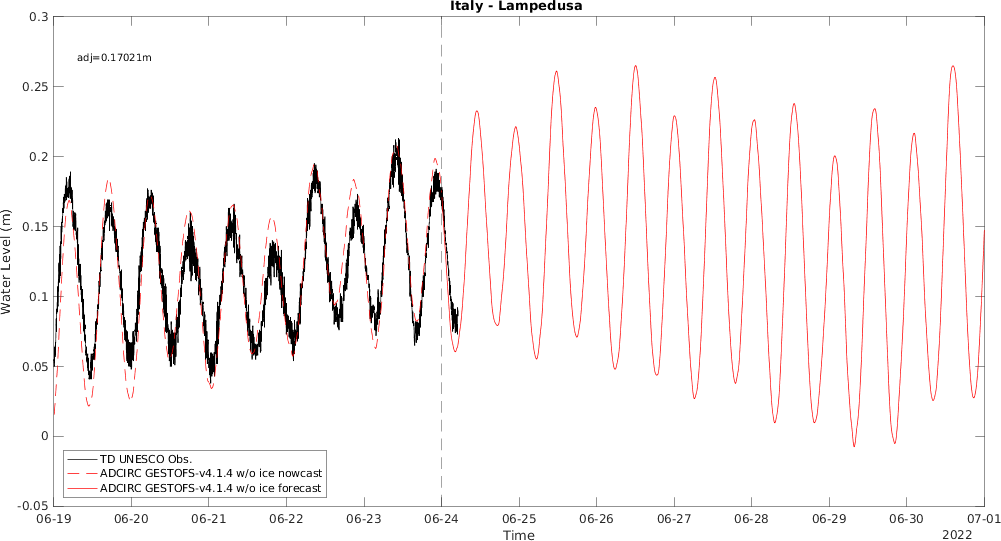 Italy - Lampedusa
0.3
adj=0.17021m
0.25
0.2
0.15
0.1
0.05
0
-0.05
Water Level (m)
TD UNESCO Obs.
ADCIRC GESTOFS-v4.1.4 w/o ice nowcast
ADCIRC GESTOFS-v4.1.4 w/o ice forecast
06-19 06-20 06-21 06-22 06-23 06-24 06-25 06-26 06-27 06-28 06-29 06-30 07-01
Time
2022